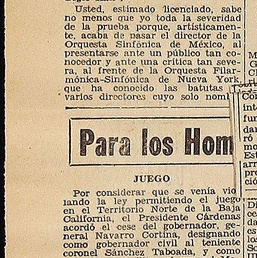 Usted, estimado licenciado, sabe
no menos que yo toda la severidad
de la prueba porque, artísticamen-
te, acaba de pasar el director de la
Orquesta Sinfónica de México, al
presentarse ante un público tan co-
nocedor y ante una crítica tan seve-
ra, al frente de la Orquesta Filar-
mónica-Sinfónica de Nueva York,
que ha conocido las batutas
varios directores cuyo solo nom
Para los Hom
JUEGO
Por considerar que se venía vio-
lando la ley permitiendo el juego
en el Territorio Norte de la Baja
California, el Presidente Cárdenas
acordó el cese del gobernador, ge-
neral Navarro Cortina, designando
como gobernador civil al teniente
coronel Sánchez Taboada, y como